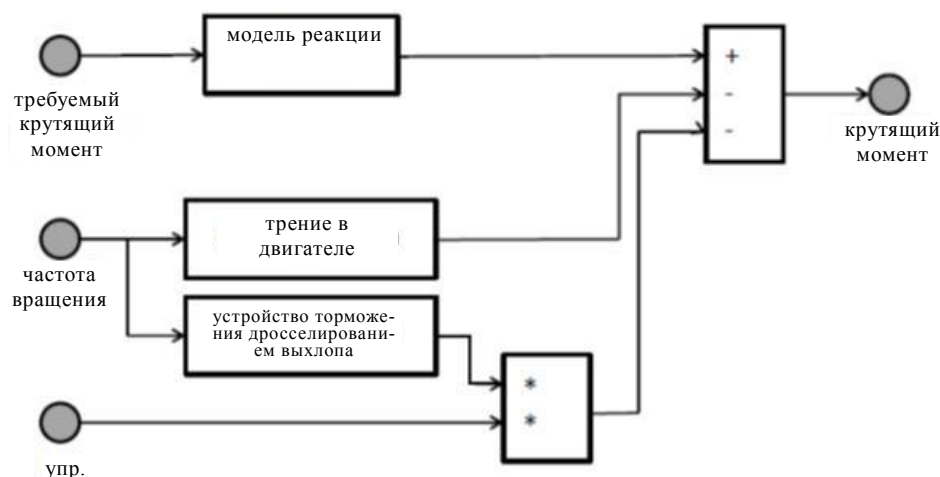 модель реакции
+
-
-
требуемый
крутящий
момент
крутящий
момент
трение в
двигателе
частота
вращения
устройство торможе-
ния дросселировани-
ем выхлопа
*
*
упр.